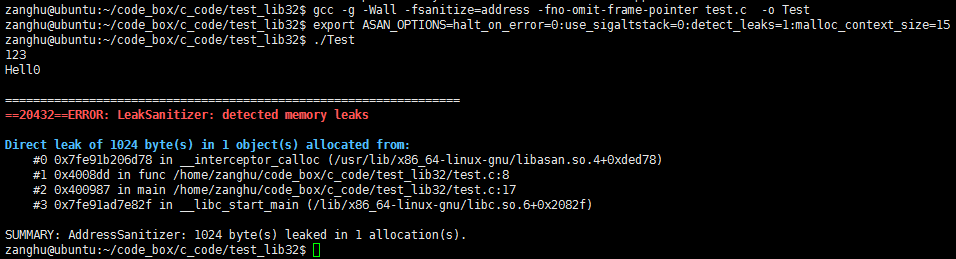 zanghu@ubuntu:~/code_box/c_code/test_lib32$ gcc -g -Wall -fsanitize=address -fno-omit-frame-pointer test.c  -o Test
zanghu@ubuntu:~/code_box/c_code/test_lib32$ export ASAN_OPTIONS=halt_on_error=0:use_sigaltstack=0:detect_leaks=1:malloc_context_size=15
zanghu@ubuntu:~/code_box/c_code/test_lib32$ ./Test
123
Hell0
=================================================================
==20432==ERROR: LeakSanitizer: detected memory leaks
Direct leak of 1024 byte(s) in 1 object(s) allocated from:
    #0 0x7fe91b206d78 in __interceptor_calloc (/usr/lib/x86_64-linux-gnu/libasan.so.4+0xded78)
    #1 0x4008dd in func /home/zanghu/code_box/c_code/test_lib32/test.c:8
    #2 0x400987 in main /home/zanghu/code_box/c_code/test_lib32/test.c:17
    #3 0x7fe91ad7e82f in __libc_start_main (/lib/x86_64-linux-gnu/libc.so.6+0x2082f)
SUMMARY: AddressSanitizer: 1024 byte(s) leaked in 1 allocation(s).
zanghu@ubuntu:~/code_box/c_code/test_lib32$